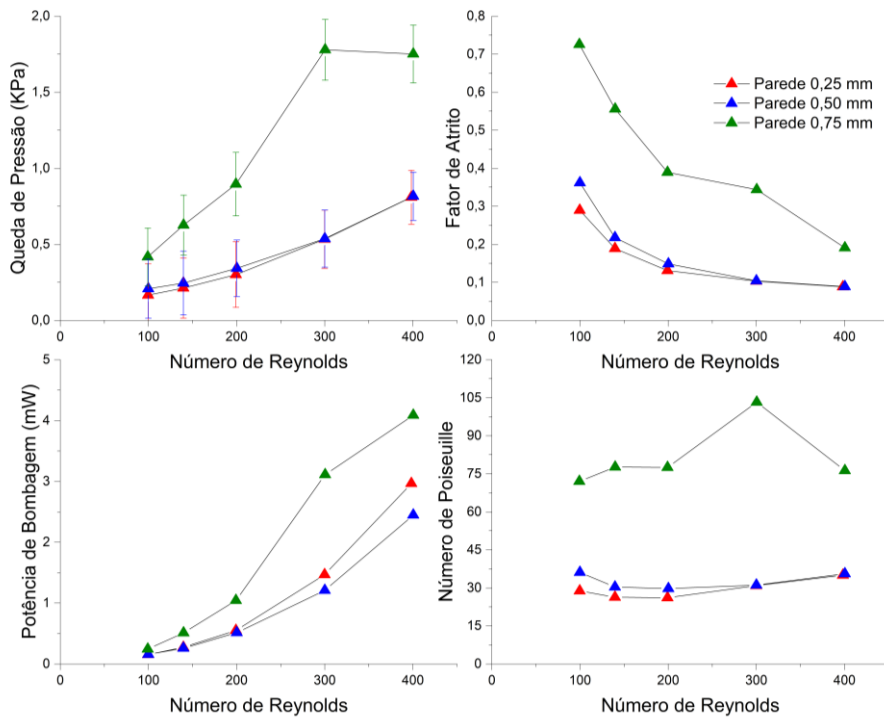 2,0
1,5
1,0
0,5
0,0
Queda de Pressão (KPa)
0 100 200 300 400
Número de Reynolds
0,8
0,7
0,6
0,5
0,4
0,3
0,2
0,1
0,0
Fator de Atrito
Parede 0,25 mm
Parede 0,50 mm
Parede 0,75 mm
0 100 200 300 400
Número de Reynolds
5
4
3
2
1
0
Potência de Bombagem (mW)
0 100 200 300 400
Número de Reynolds
120
105
90
75
60
45
30
15
0
Número de Poiseuille
0 100 200 300 400
Número de Reynolds